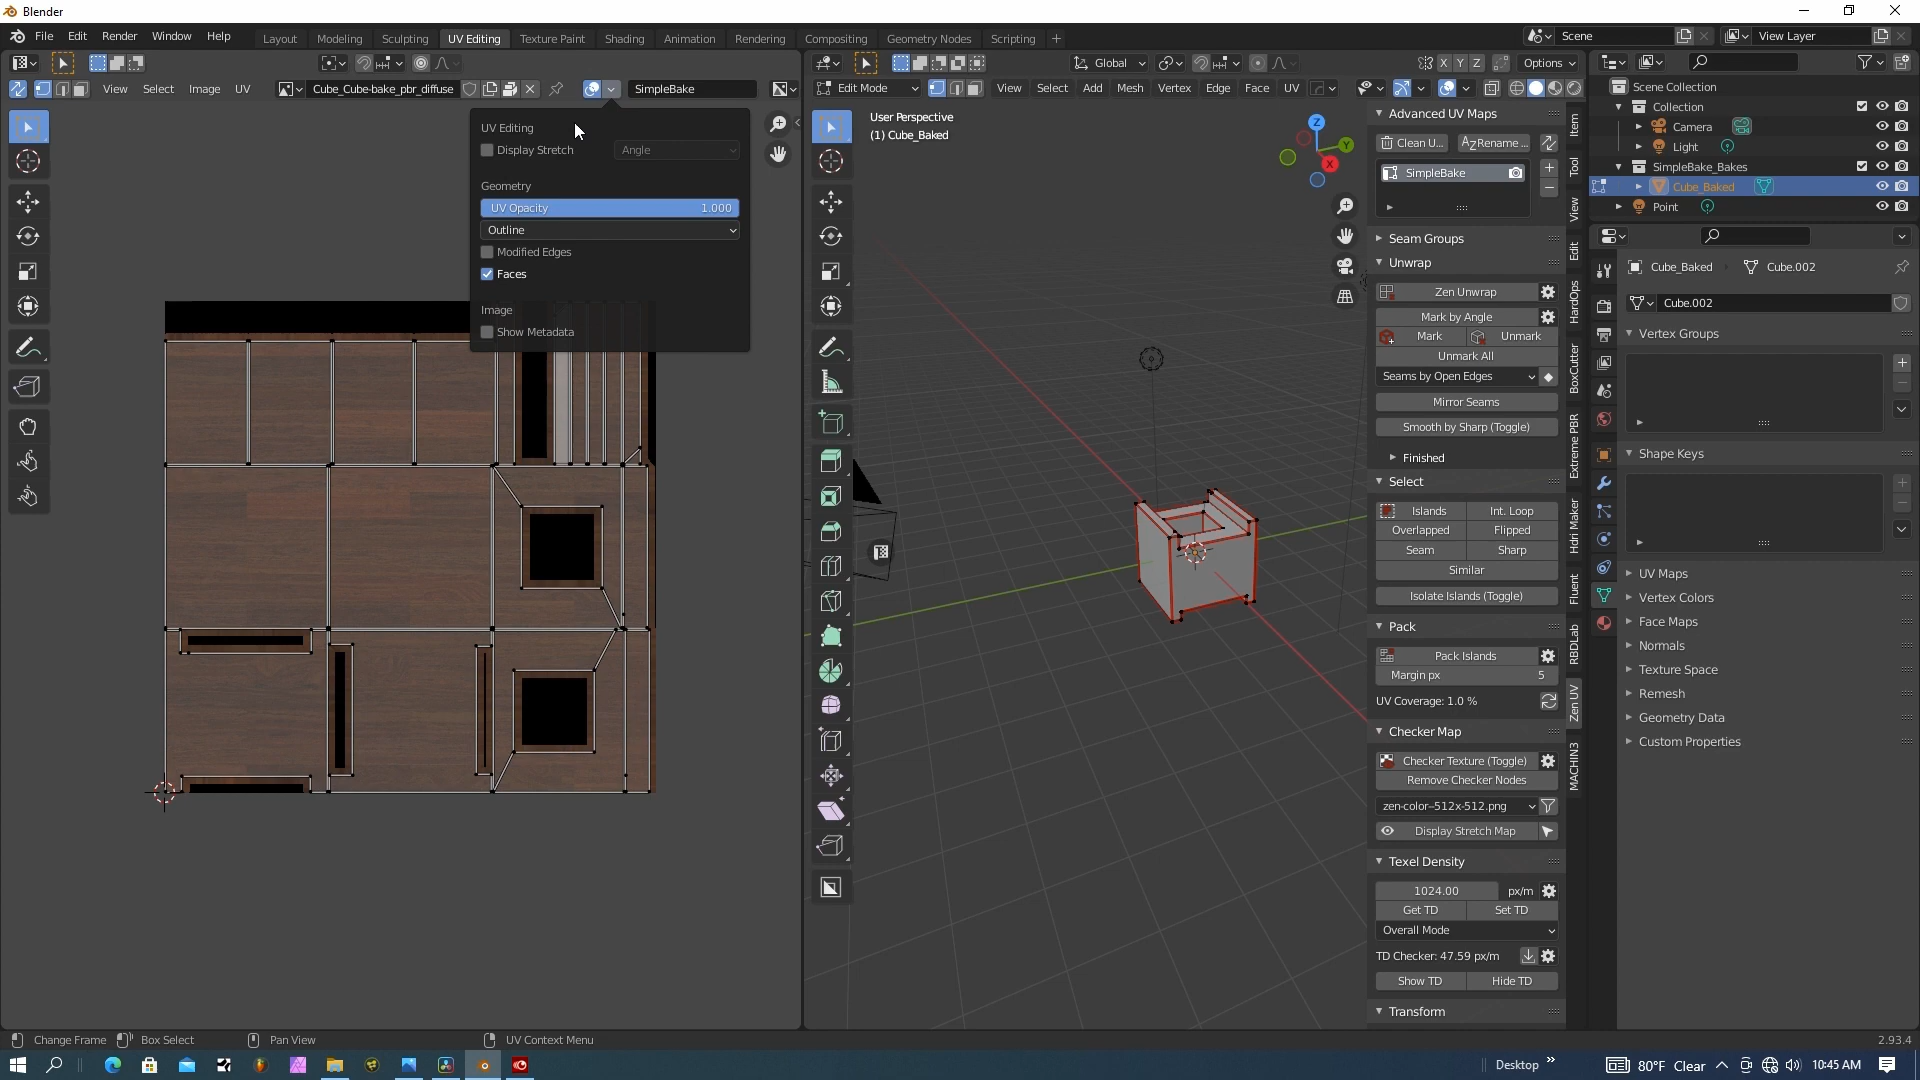 Blender
File Edit Render Window Help Layout Modeling Sculpting UV Editing Texture Paint Shading Animation Rendering Compositing Geometry Nodes Scripting +
Scene View Layer
Global X Y Z Options
View Select Image UV Cube_Cube-bake_pbr_diffuse SimpleBake
Edit Mode View Select Add Mesh Vertex Edge Face UV
UV Editing
Display Stretch Angle
Geometry
UV Opacity 1.000
Outline
Modified Edges
Faces
Image
Show Metadata
User Perspective
(1) Cube_Baked
Z
Y
X
Advanced UV Maps
Clean U... Rename ...
SimpleBake
Seam Groups
Unwrap
Zen Unwrap
Mark by Angle
Mark Unmark
Unmark All
Seams by Open Edges
Mirror Seams
Smooth by Sharp (Toggle)
Finished
Select
Islands Int. Loop
Overlapped Flipped
Seam Sharp
Similar
Isolate Islands (Toggle)
Pack
Pack Islands
Margin px 5
UV Coverage: 1.0 %
Checker Map
Checker Texture (Toggle)
Remove Checker Nodes
zen-color-512x-512.png
Display Stretch Map
Texel Density
1024.00 px/m
Get TD Set TD
Overall Mode
TD Checker: 47.59 px/m
Show TD Hide TD
Transform
Item
Tool
View
Edit
HardOps
BoxCutter
Extreme PBR
Hdri Maker
Fluent
RBDLab
Zen UV
MACHIN3
Scene Collection
Collection
Camera
Light
SimpleBake_Bakes
Cube_Baked
Point
Cube_Baked Cube.002
Cube.002
Vertex Groups
Shape Keys
UV Maps
Vertex Colors
Face Maps
Normals
Texture Space
Remesh
Geometry Data
Custom Properties
Change Frame Box Select Pan View UV Context Menu 2.93.4
Desktop 80°F Clear 10:45 AM